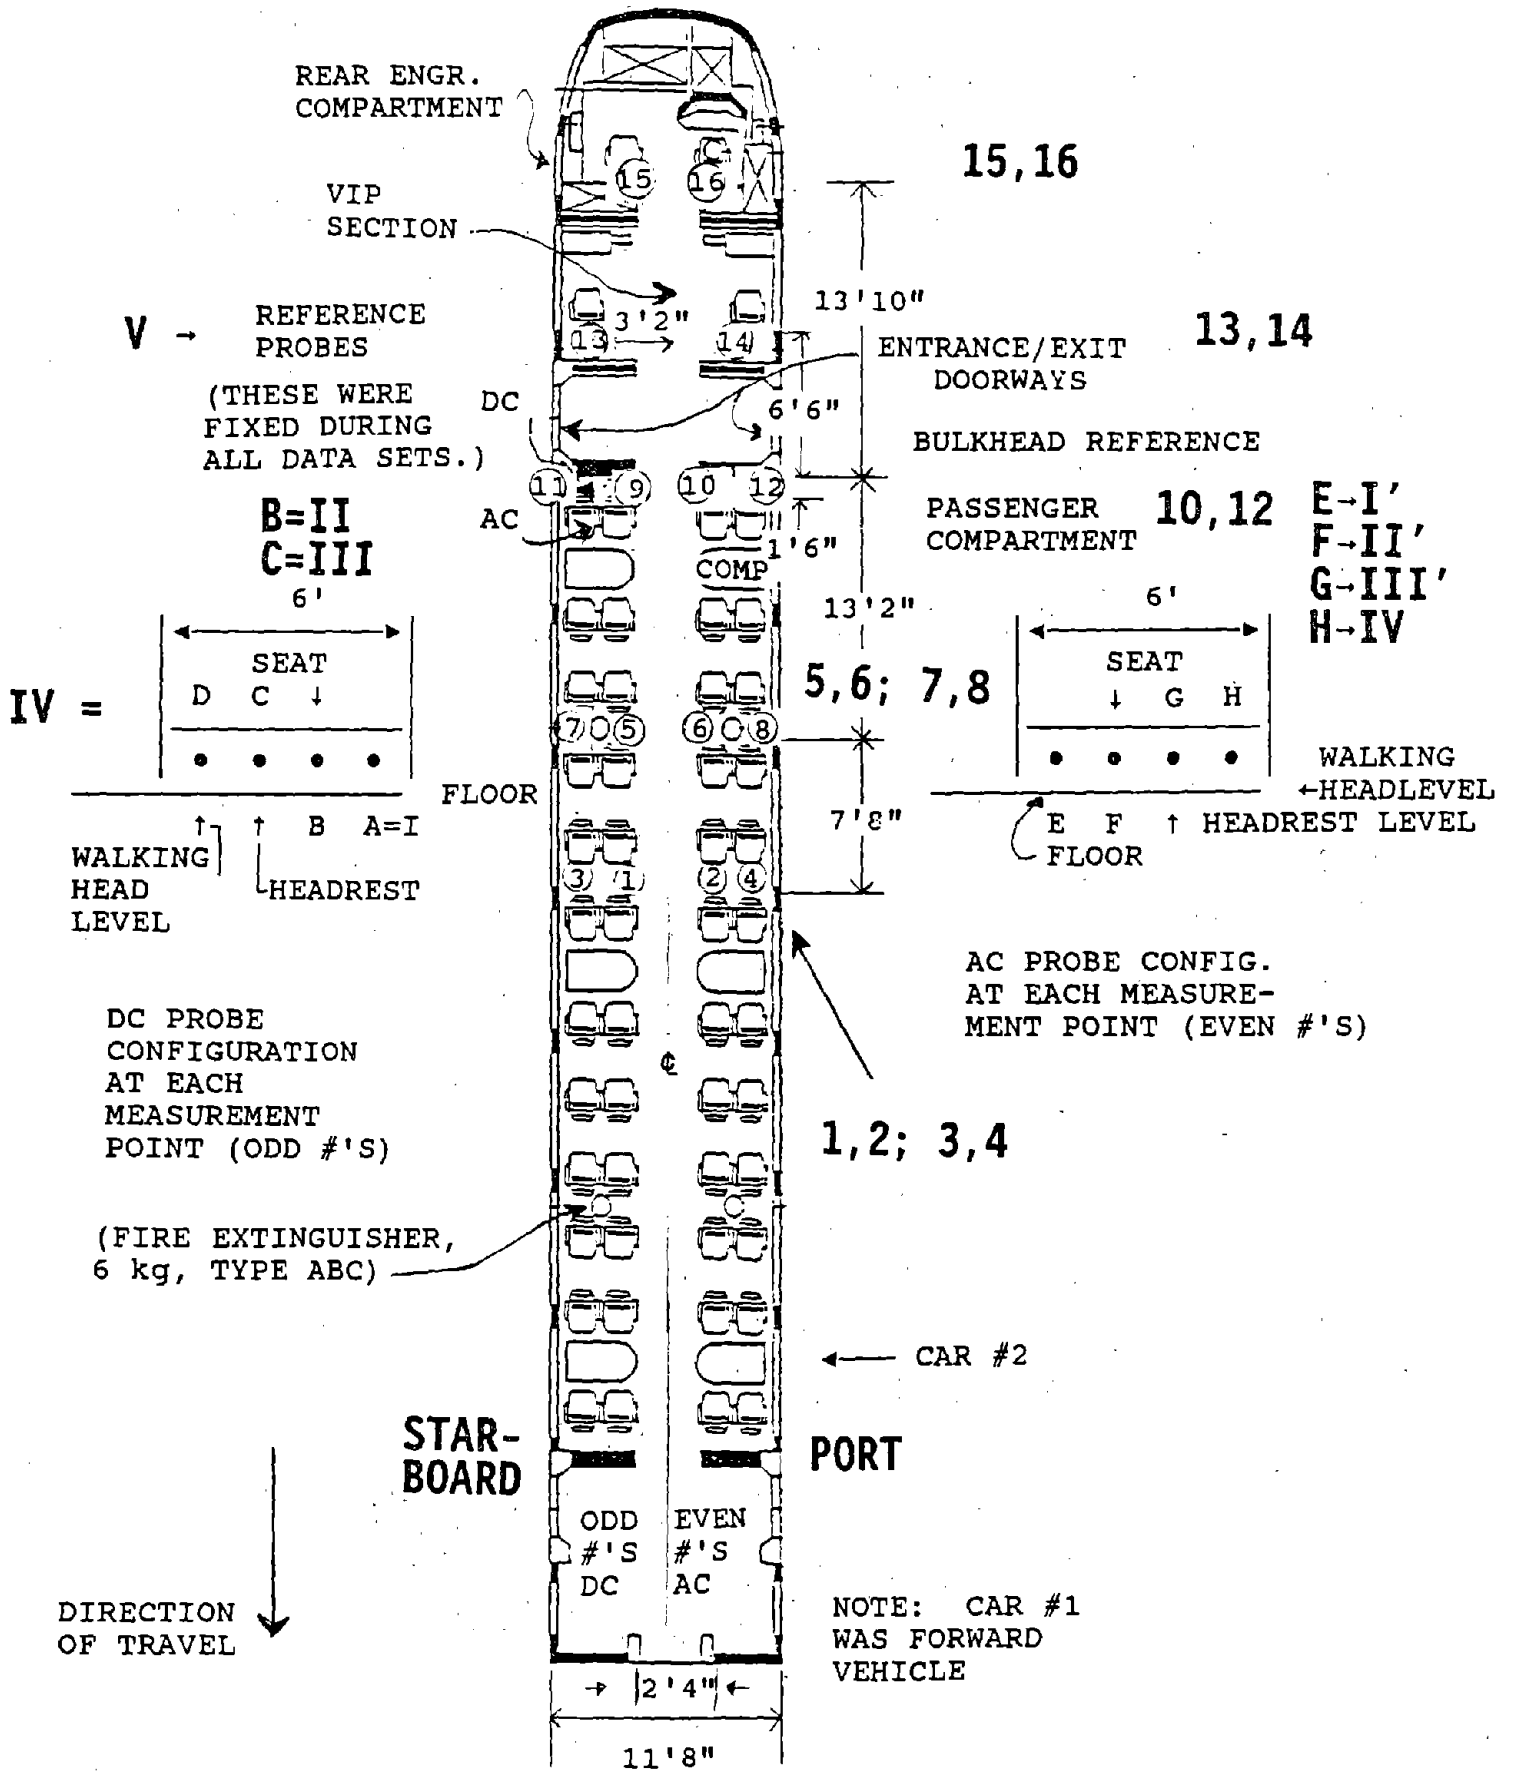 REAR ENGR.
COMPARTMENT
15,16
15
16
VIP
SECTION
13'10"
V → REFERENCE
PROBES
3'2"
13
14
13,14
ENTRANCE/EXIT
DOORWAYS
(THESE WERE
FIXED DURING
ALL DATA SETS.)
DC
6'6"
BULKHEAD REFERENCE
11
9
10
12
AC
B=II
C=III
PASSENGER
COMPARTMENT
10,12
E→I'
F→II'
G→III'
H→IV
1'6"
COMP
13'2"
6'
SEAT
D C ↓
IV =
FLOOR
↑ ↑ B A=I
WALKING
HEAD
LEVEL
HEADREST
5,6; 7,8
7
5
6
8
6'
SEAT
↓ G H
WALKING
←HEADLEVEL
E F ↑ HEADREST LEVEL
FLOOR
7'8"
3
1
2
4
AC PROBE CONFIG.
AT EACH MEASURE-
MENT POINT (EVEN #'S)
DC PROBE
CONFIGURATION
AT EACH
MEASUREMENT
POINT (ODD #'S)
℄
1,2; 3,4
(FIRE EXTINGUISHER,
6 kg, TYPE ABC)
← CAR #2
STAR-
BOARD
PORT
ODD
#'S
DC
EVEN
#'S
AC
DIRECTION
OF TRAVEL
NOTE: CAR #1
WAS FORWARD
VEHICLE
2'4"
11'8"